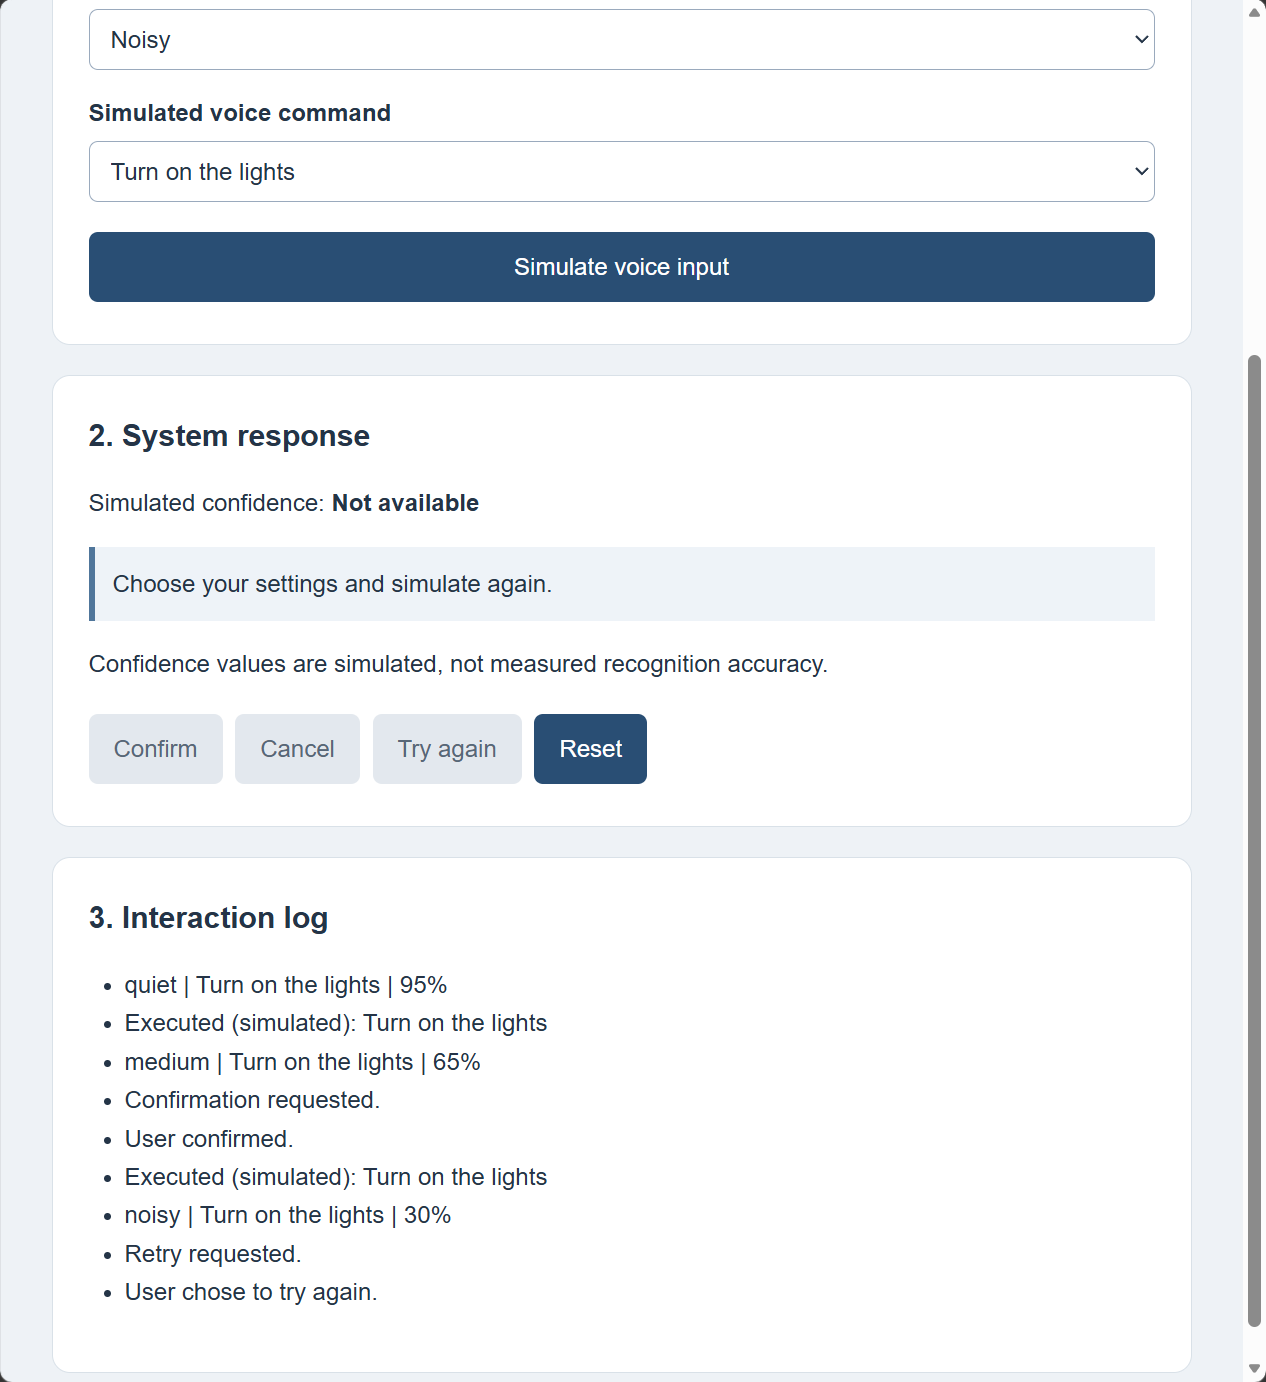 Noisy
Simulated voice command
Turn on the lights
Simulate voice input
2. System response
Simulated confidence: Not available
Choose your settings and simulate again.
Confidence values are simulated, not measured recognition accuracy.
Confirm Cancel Try again Reset
3. Interaction log
• quiet | Turn on the lights | 95%
• Executed (simulated): Turn on the lights
• medium | Turn on the lights | 65%
• Confirmation requested.
• User confirmed.
• Executed (simulated): Turn on the lights
• noisy | Turn on the lights | 30%
• Retry requested.
• User chose to try again.